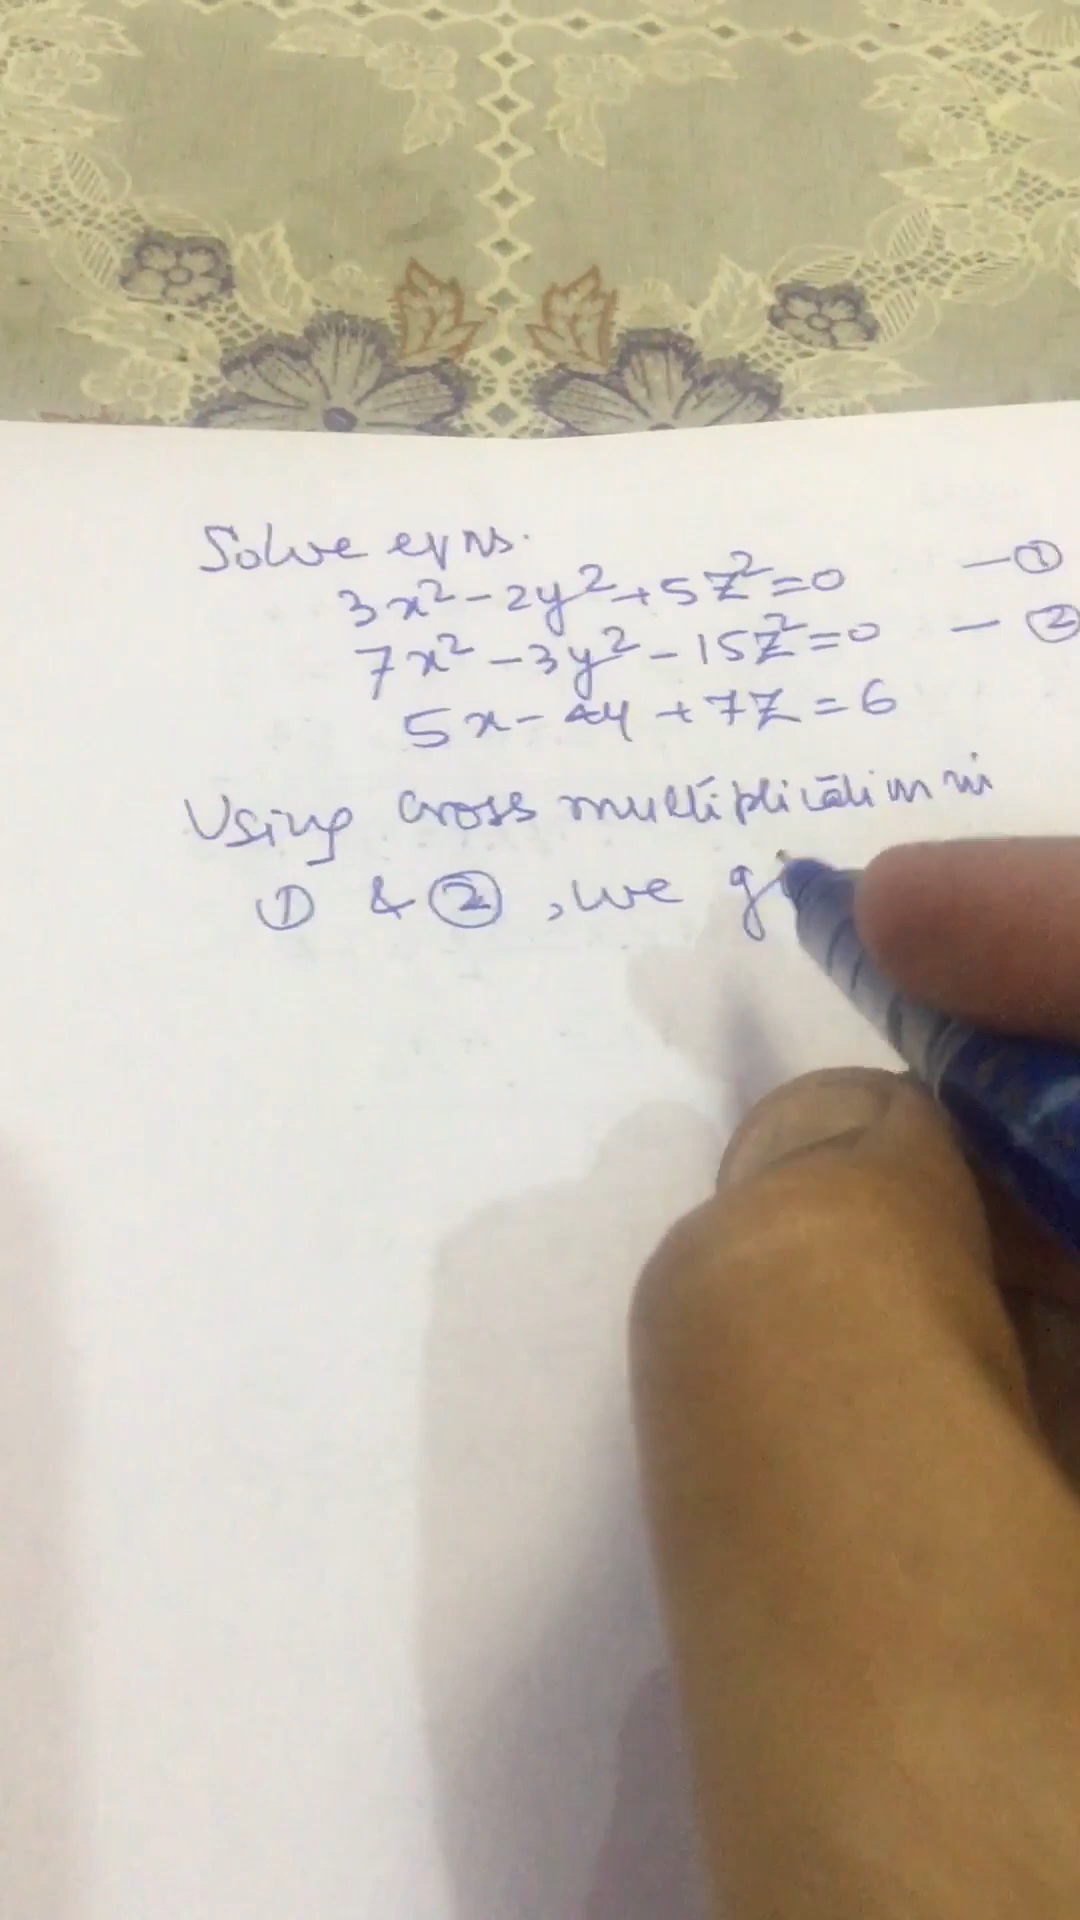 Solve eqns.
3x² - 2y² + 5z² = 0 - ①
7x² - 3y² - 15z² = 0 - ②
5x - 4y + 7z = 6
Using cross multiplication in
① & ②, we g